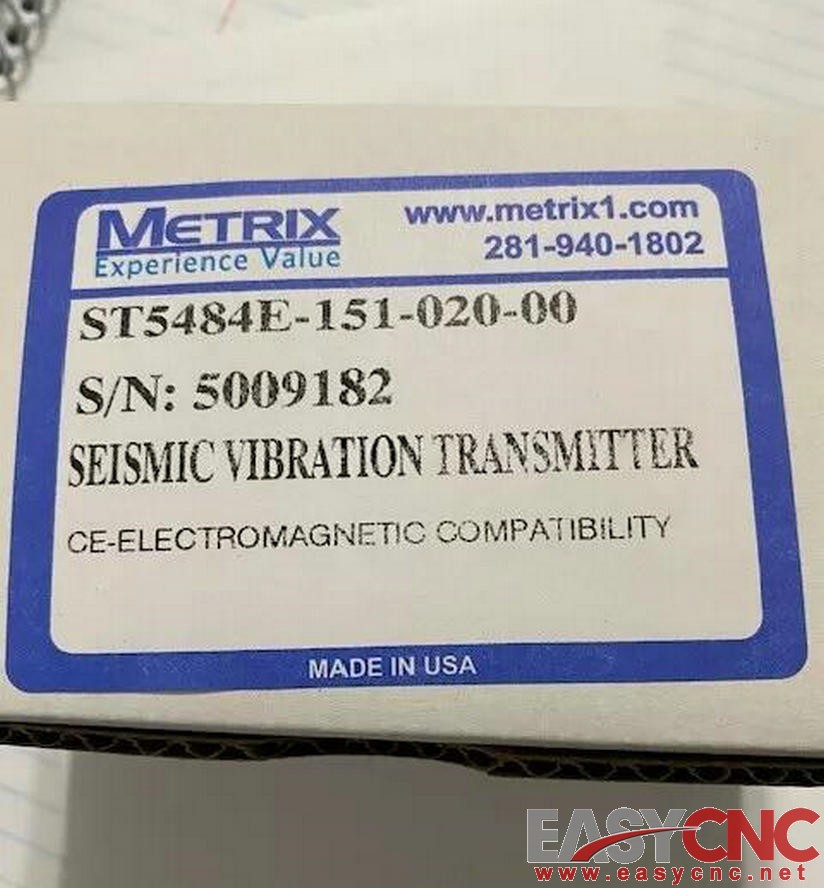 METRIX
www.metrix1.com
Experience Value
281-940-1802
ST5484E-151-020-00
S/N: 5009182
SEISMIC VIBRATION TRANSMITTER
CE-ELECTROMAGNETIC COMPATIBILITY
MADE IN USA
EASYCNC
www.easycnc.net